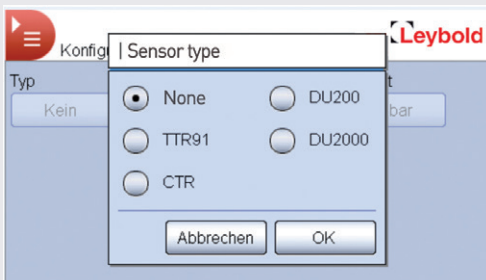 Leybold
Konfig
| Sensor type
Typ
t
Kein
bar
None
DU200
TTR91
DU2000
CTR
Abbrechen
OK